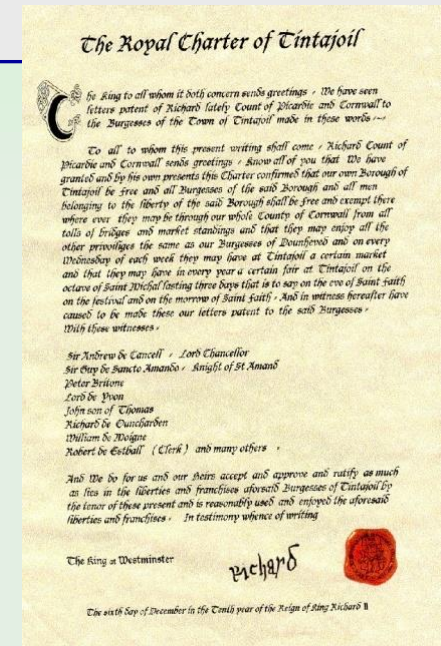 The Royal Charter of Tintajoil
The King to all whom it doth concern sends greetings - We have seen
letters patent of Richard lately Count of Picardie and Cornwall to
the Burgesses of the Town of Tintajoil made in these words -~
To all to whom this present writing shall come - Richard Count of
Picardie and Cornwall sends greetings - Know all of you that We have
granted and by his own presents this Charter confirmed that our own Borough of
Tintajoil be free and all Burgesses of the said Borough and all men
belonging to the liberty of the said Borough shall be free and exempt there
where ever they may be through our whole County of Cornwall from all
tolls of bridges and market standings and that they may enjoy all the
other priviliges the same as our Burgesses of Dounheved and on every
Wednesday of each week they may have at Tintajoil a certain market
and that they may have in every year a certain fair at Tintajoil on the
octave of Saint Michal lasting three days that is to say on the eve of Saint Faith
on the festival and on the morrow of Saint Faith - And in witness hereafter have
caused to be made these our letters patent to the said Burgesses -
With these witnesses -
Sir Andrew de Cancell - Lord Chancellor
Sir Guy de Sancto Amando - Knight of St Amand
Peter Britone
Lord de Yvon
John son of Thomas
Richard de Ouncharden
William de Woigne
Robert de Esthall (Clerk) and many others -
And We do for us and our heirs accept and approve and ratify as much
as lies in the liberties and franchises aforsaid Burgesses of Tintajoil by
the tenor of these present and is reasonably used and enjoyed the aforesaid
liberties and franchises - In testimony whence of writing
The King at Westminster
Richard
The sixth day of December in the Tenth year of the Reign of King Richard II